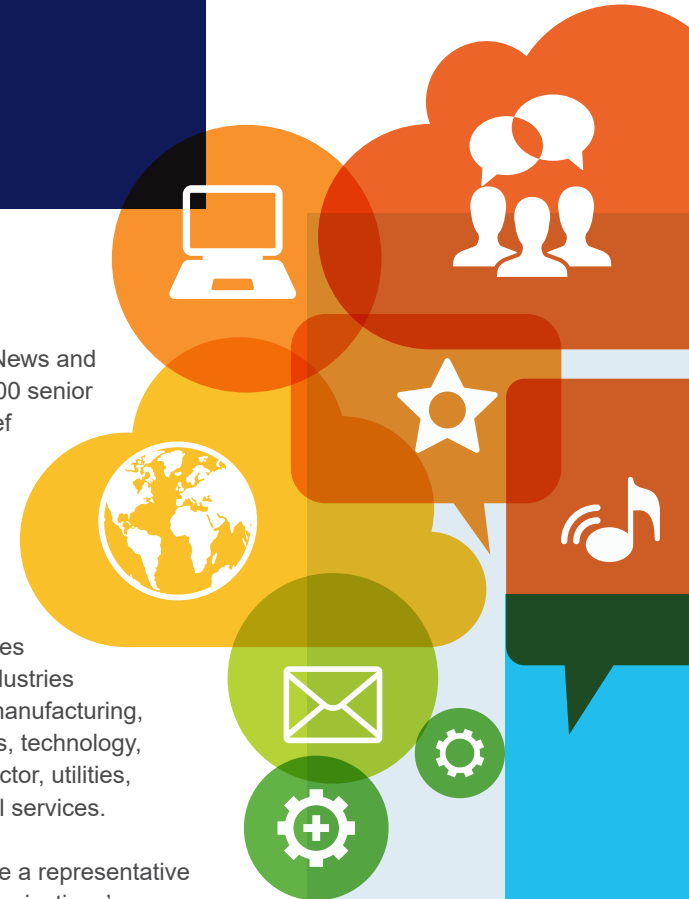 News and
00 senior
ef
es
dustries
manufacturing,
s, technology,
ctor, utilities,
l services.
e a representative